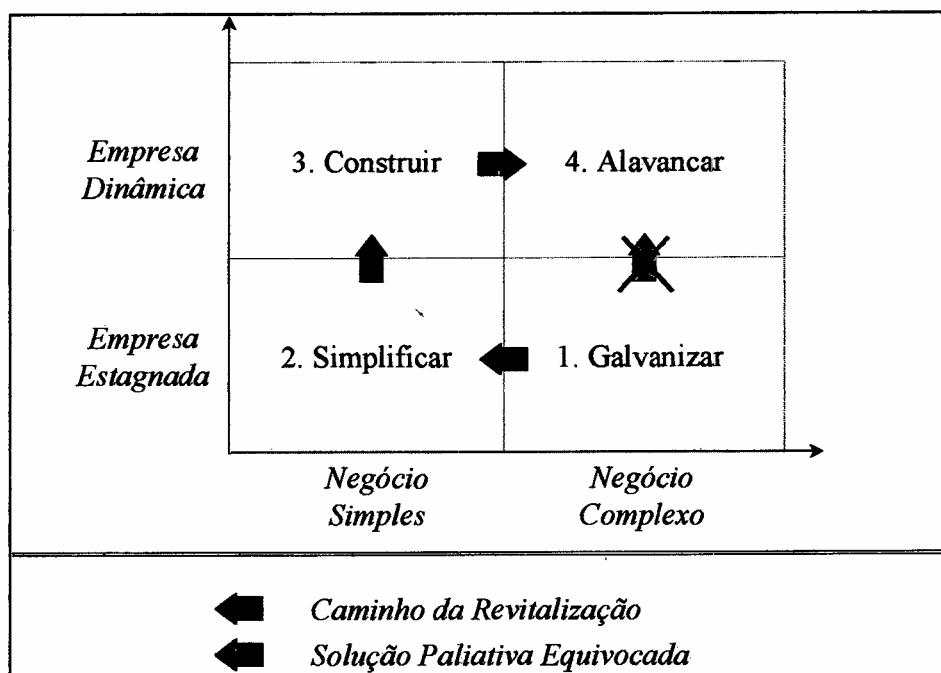 Empresa
Dinâmica
3. Construir
4. Alavancar
Empresa
Estagnada
2. Simplificar
1. Galvanizar
Negócio
Simples
Negócio
Complexo
Caminho da Revitalização
Solução Paliativa Equivocada